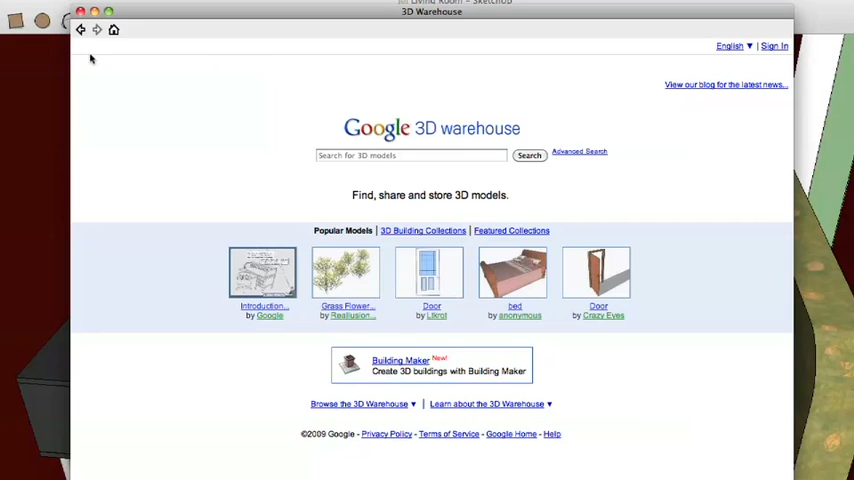 Living Room - SketchUp
3D Warehouse
English ▼ | Sign In
View our blog for the latest news...
Google 3D warehouse
Search for 3D models
Search
Advanced Search
Find, share and store 3D models.
Popular Models | 3D Building Collections | Featured Collections
Introduction... Grass Flower... Door bed Door
by Google by Reallusion... by Litkrot by anonymous by Crazy Eyes
Building Maker New!
Create 3D buildings with Building Maker
Browse the 3D Warehouse ▼ | Learn about the 3D Warehouse ▼
©2009 Google - Privacy Policy - Terms of Service - Google Home - Help